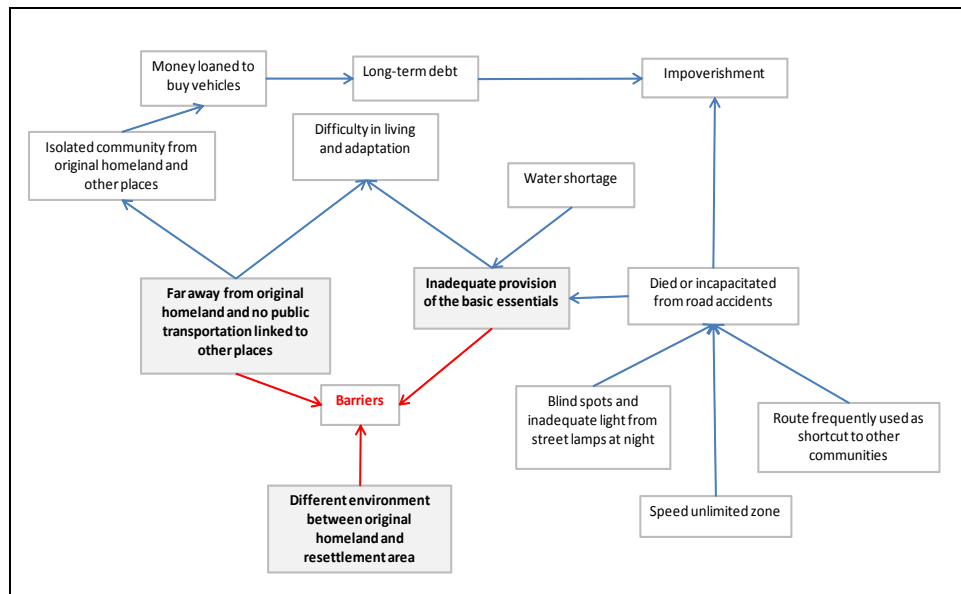 Money loaned to
buy vehicles
Long-term debt
Impoverishment
Isolated community from
original homeland and
other places
Difficulty in living
and adaptation
Water shortage
Far away from original
homeland and no public
transportation linked to
other places
Inadequate provision
of the basic essentials
Died or incapacitated
from road accidents
Barriers
Blind spots and
inadequate light from
street lamps at night
Route frequently used as
shortcut to other
communities
Different environment
between original
homeland and
resettlement area
Speed unlimited zone